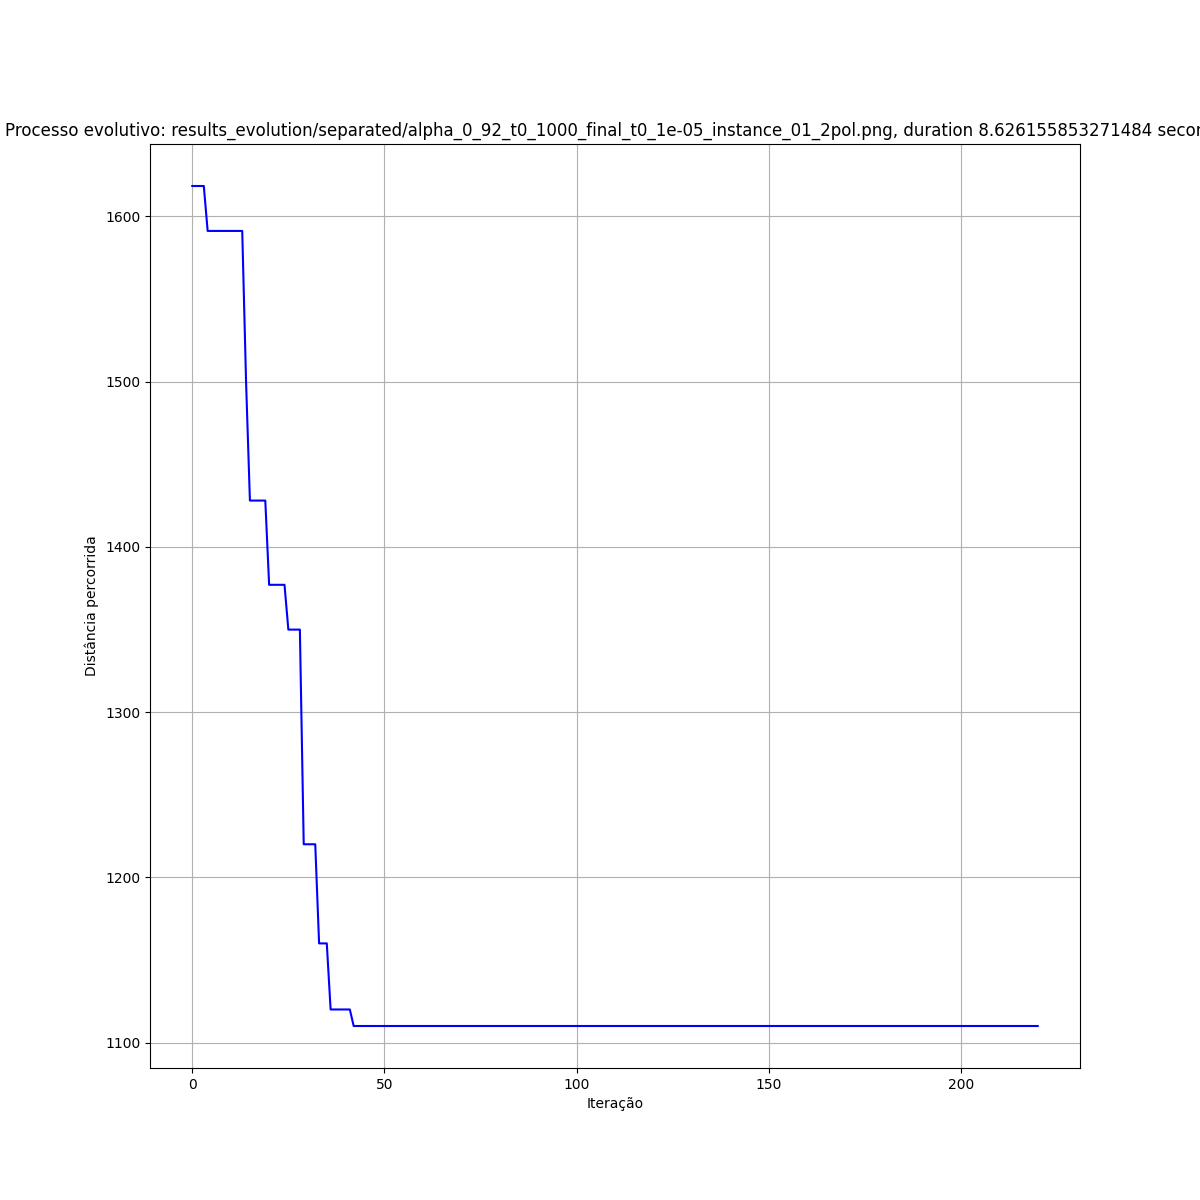 Processo evolutivo: results_evolution/separated/alpha_0_92_t0_1000_final_t0_1e-05_instance_01_2pol.png, duration 8.626155853271484
1600
1500
1400
1300
1200
1100
Distância percorrida
0 50 100 150 200
Iteração